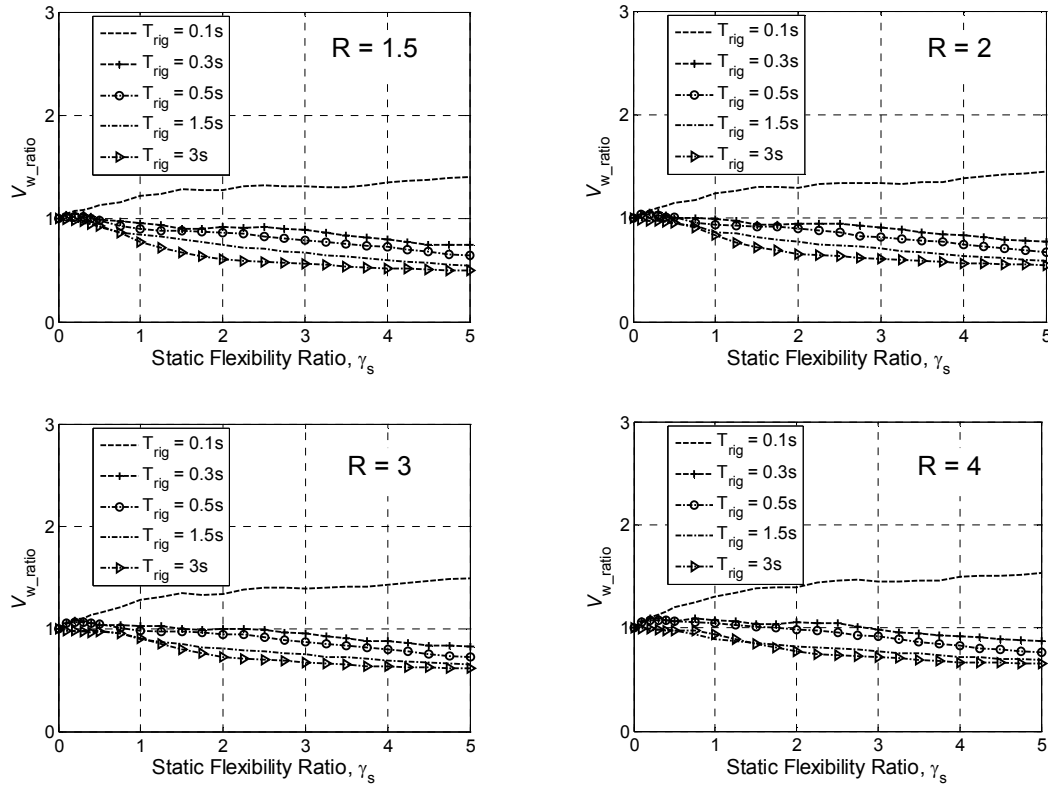 3
2
1
0
V_w_ratio
T_rig = 0.1s
T_rig = 0.3s
T_rig = 0.5s
T_rig = 1.5s
T_rig = 3s
R = 1.5
0 1 2 3 4 5
Static Flexibility Ratio, γ_s
3
2
1
0
V_w_ratio
T_rig = 0.1s
T_rig = 0.3s
T_rig = 0.5s
T_rig = 1.5s
T_rig = 3s
R = 2
0 1 2 3 4 5
Static Flexibility Ratio, γ_s
3
2
1
0
V_w_ratio
T_rig = 0.1s
T_rig = 0.3s
T_rig = 0.5s
T_rig = 1.5s
T_rig = 3s
R = 3
0 1 2 3 4 5
Static Flexibility Ratio, γ_s
3
2
1
0
V_w_ratio
T_rig = 0.1s
T_rig = 0.3s
T_rig = 0.5s
T_rig = 1.5s
T_rig = 3s
R = 4
0 1 2 3 4 5
Static Flexibility Ratio, γ_s